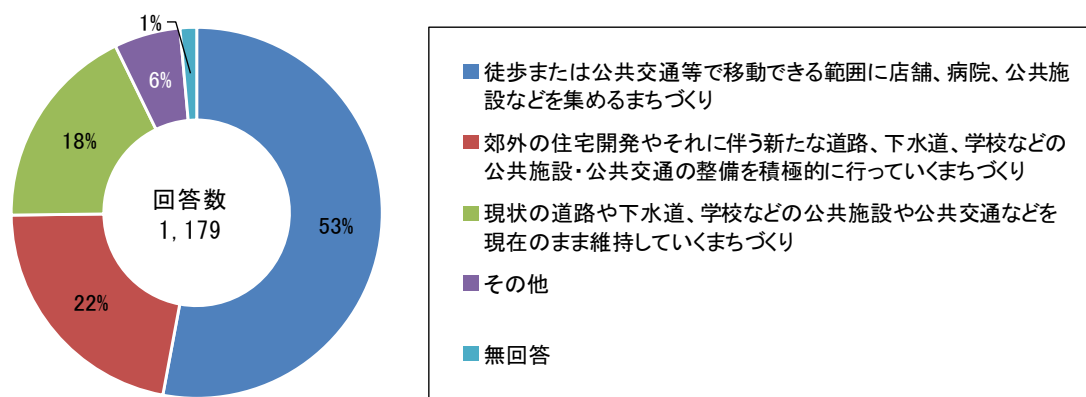 1%
6%
18%
回答数
1,179
53%
22%
徒歩または公共交通等で移動できる範囲に店舗、病院、公共施
設などを集めるまちづくり
郊外の住宅開発やそれに伴う新たな道路、下水道、学校などの
公共施設・公共交通の整備を積極的に行っていくまちづくり
現状の道路や下水道、学校などの公共施設や公共交通などを
現在のまま維持していくまちづくり
その他
無回答